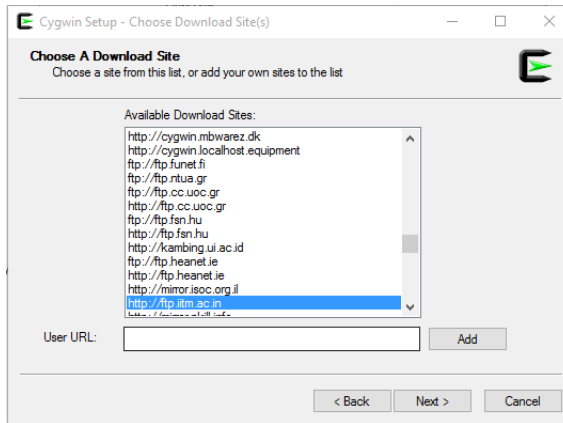 Cygwin Setup - Choose Download Site(s)
Choose A Download Site
Choose a site from this list, or add your own sites to the list
Available Download Sites:
http://cygwin.mbwarez.dk
http://cygwin.localhost.equipment
ftp://ftp.funet.fi
ftp://ftp.ntua.gr
ftp://ftp.cc.uoc.gr
http://ftp.cc.uoc.gr
ftp://ftp.fsn.hu
http://ftp.fsn.hu
http://kambing.ui.ac.id
ftp://ftp.heanet.ie
http://ftp.heanet.ie
http://mirror.isoc.org.il
http://ftp.iitm.ac.in
User URL:
Add
< Back Next > Cancel